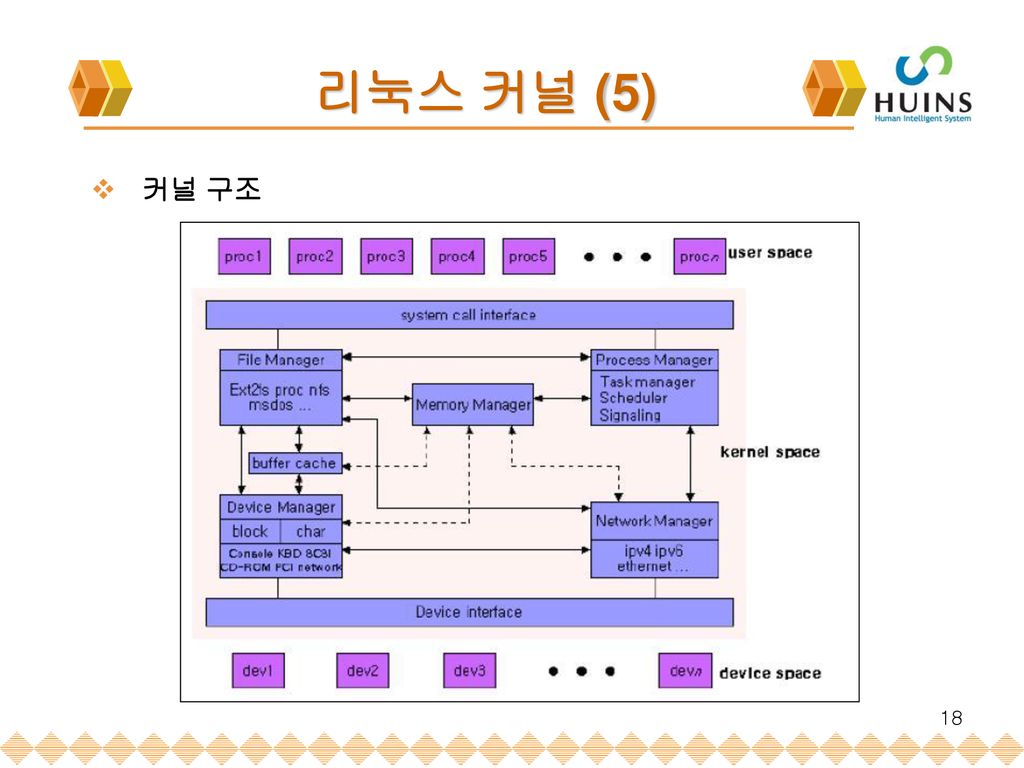 리눅스 커널 (5)
HUINS
Human Intelligent System
커널 구조
proc1 proc2 proc3 proc4 proc5 proc n user space
system call interface
File Manager
Ext2fs proc nfs
msdos ...
Memory Manager
Process Manager
Task manager
Scheduler
Signaling
kernel space
buffer cache
Device Manager
block char
Console KBD SCSI
CD-ROM PCI network
Network Manager
ipv4 ipv6
ethernet ...
Device interface
dev1 dev2 dev3 dev n device space
18